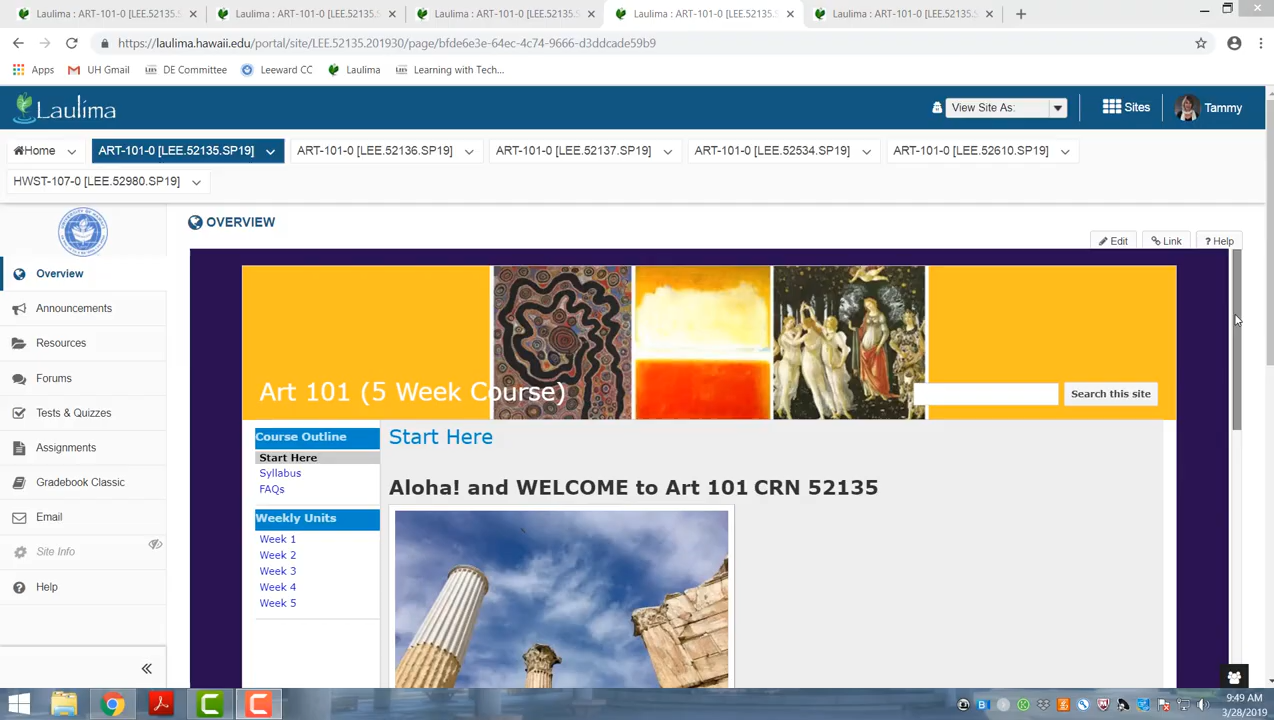 Laulima : ART-101-0 [LEE.52135. Laulima : ART-101-0 [LEE.52135. Laulima : ART-101-0 [LEE.52135. Laulima : ART-101-0 [LEE.52135. Laulima : ART-101-0 [LEE.52135.
https://laulima.hawaii.edu/portal/site/LEE.52135.201930/page/bfde6e3e-64ec-4c74-9666-d3ddcade59b9
Apps UH Gmail DE Committee Leeward CC Laulima Learning with Tech...
Laulima View Site As: Sites Tammy
Home ART-101-0 [LEE.52135.SP19] ART-101-0 [LEE.52136.SP19] ART-101-0 [LEE.52137.SP19] ART-101-0 [LEE.52534.SP19] ART-101-0 [LEE.52610.SP19]
HWST-107-0 [LEE.52980.SP19]
OVERVIEW
Edit Link ? Help
Overview
Announcements
Resources
Forums
Tests & Quizzes
Assignments
Gradebook Classic
Email
Site Info
Help
Art 101 (5 Week Course)
Search this site
Course Outline
Start Here
Syllabus
FAQs
Weekly Units
Week 1
Week 2
Week 3
Week 4
Week 5
Start Here
Aloha! and WELCOME to Art 101 CRN 52135
9:49 AM
3/28/2019